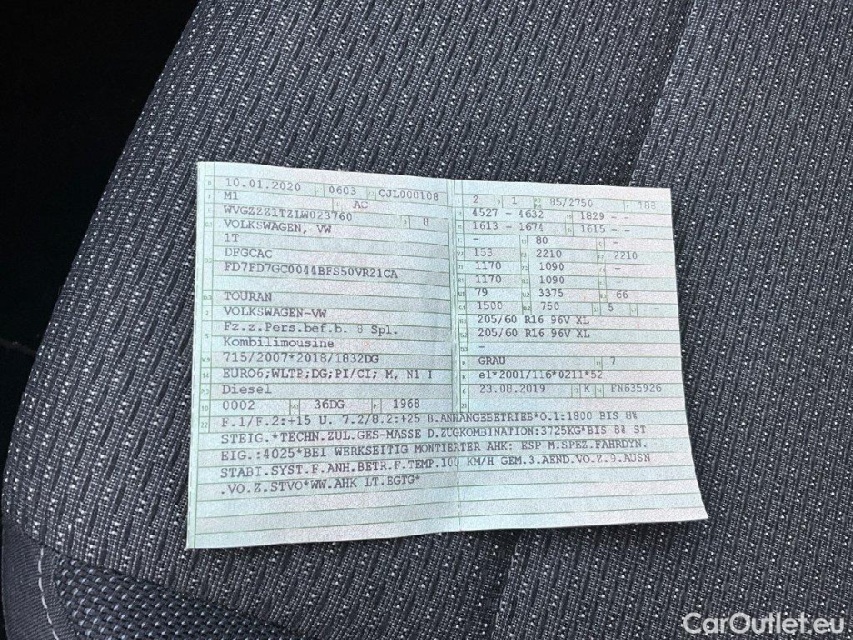 10.01.2020 0603 CJL000108
M1 AC
WVGZZZ1TZLW023760 0
VOLKSWAGEN, VW
1T
DFGCAC
FD7FD7GC0044BFS50VR21CA
TOURAN
VOLKSWAGEN-VW
Fz.z.Pers.bef.b. 8 Spl.
Kombilimousine
715/2007*2018/1832DG
EURO6;WLTP;DG;PI/CI; M, N1 I
Diesel
0002 36DG 1968
2 1 85/2750 188
4527 - 4632 1829 - -
1613 - 1674 1615 - -
- 80 -
153 2210 2210
1170 1090 -
1170 1090
79 3375 66
1500 750 5 -
205/60 R16 96V XL
205/60 R16 96V XL
-
GRAU 7
e1*2001/116*0211*52
23.08.2019 K FN635926
F.1/F.2:+15 U. 7.2/8.2:+25 B.ANHANGEBETRIEB*O.1:1800 BIS 8%
STEIG.*TECHN.ZUL.GES-MASSE D.ZUGKOMBINATION:3725KG*BIS 8% ST
EIG.:4025*BEI WERKSEITIG MONTIERTER AHK: ESP M.SPEZ.FAHRDYN.
STABI.SYST.F.ANH.BETR.F.TEMP.100 KM/H GEM.3.AEND.VO.Z.9.AUSN
.VO.Z.STVO*WW.AHK LT.EGTG*
CarOutlet.eu